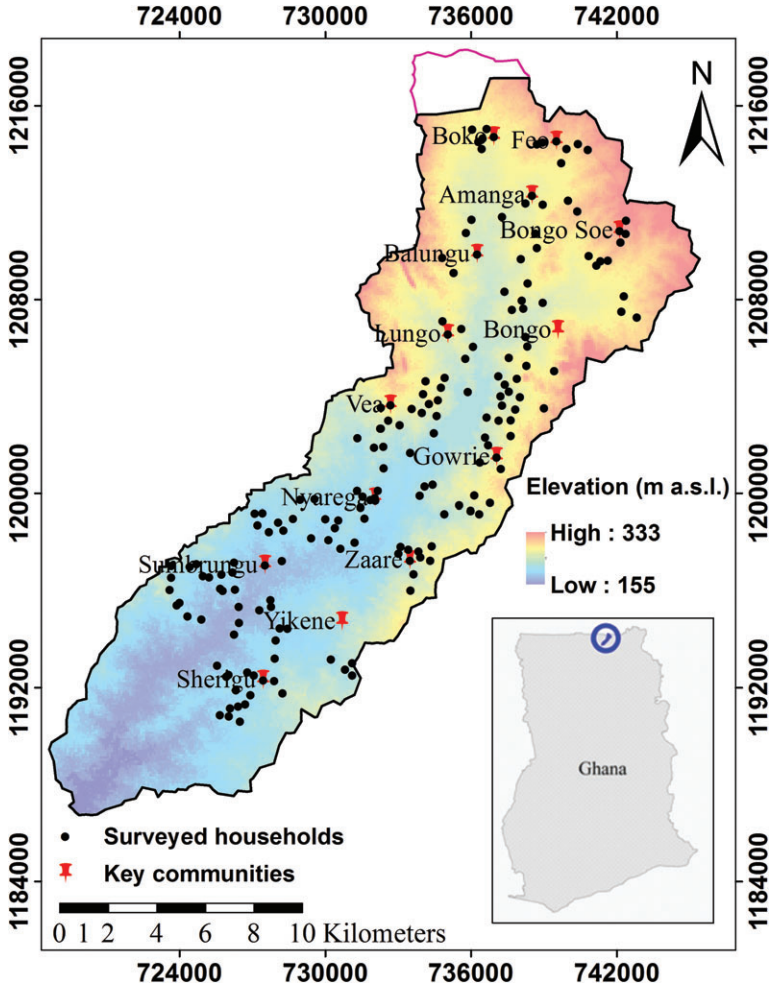 724000 730000 736000 742000
N
1216000 1216000
Boko Feo
Amanga
Bongo Soe
Balungu
1208000 1208000
Lungo Bongo
Vea
Gowrie
1200000 1200000
Nyarega
Elevation (m a.s.l.)
High : 333
Low : 155
Sumbrungu Zaare
Yikene
1192000 1192000
Sherigu
Ghana
Surveyed households
Key communities
1184000 1184000
0 1 2 4 6 8 10 Kilometers
724000 730000 736000 742000